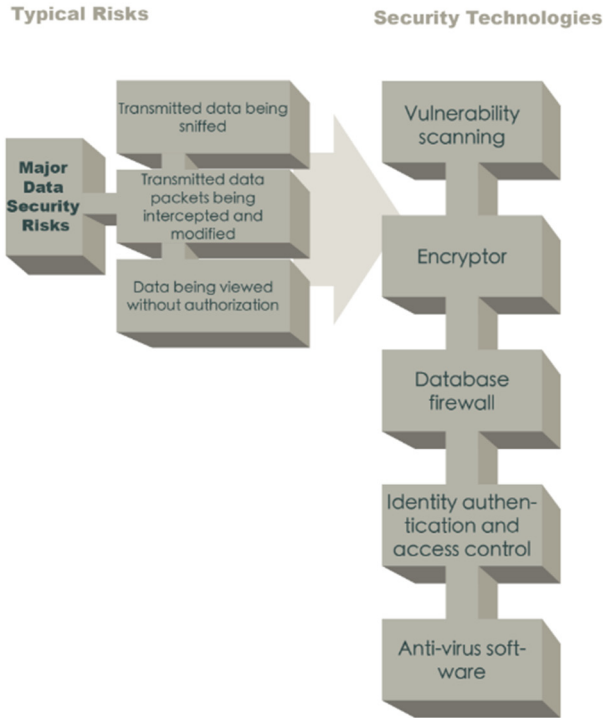 Typical Risks
Security Technologies
Major
Data
Security
Risks
Transmitted data being
sniffed
Transmitted data
packets being
intercepted and
modified
Data being viewed
without authorization
Vulnerability
scanning
Encryptor
Database
firewall
Identity authen-
tication and
access control
Anti-virus soft-
ware